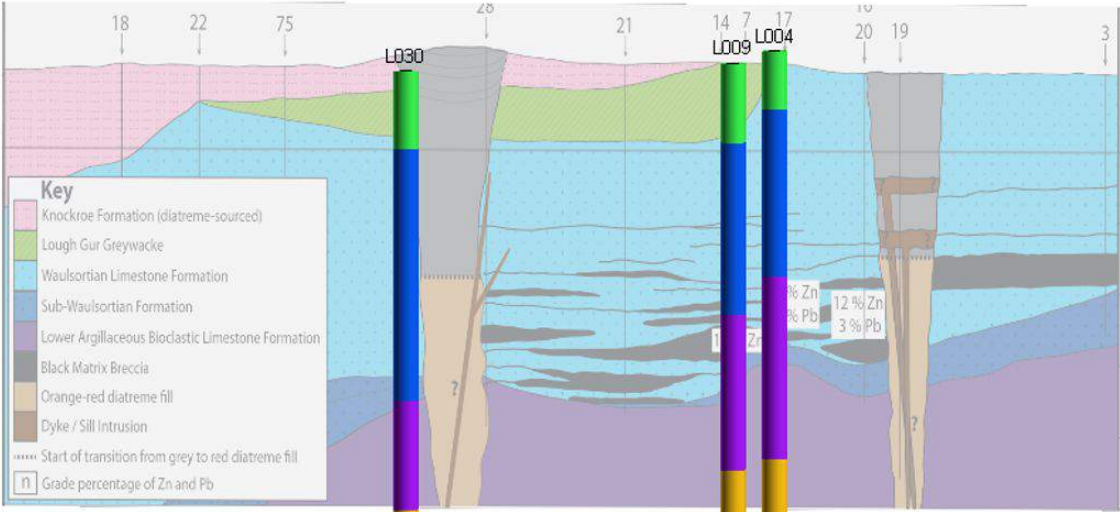 28
18 22 75 21 14 7 17 20 19 3
L030 L009 L004
Key
Knockroe Formation (diatreme-sourced)
Lough Gur Greywacke
Waulsortian Limestone Formation
Sub-Waulsortian Formation
Lower Argillaceous Bioclastic Limestone Formation
Black Matrix Breccia
Orange-red diatreme fill
Dyke / Sill Intrusion
Start of transition from grey to red diatreme fill
n Grade percentage of Zn and Pb
% Zn
% Pb
12 % Zn
3 % Pb
1 Zn
?
?
?
?